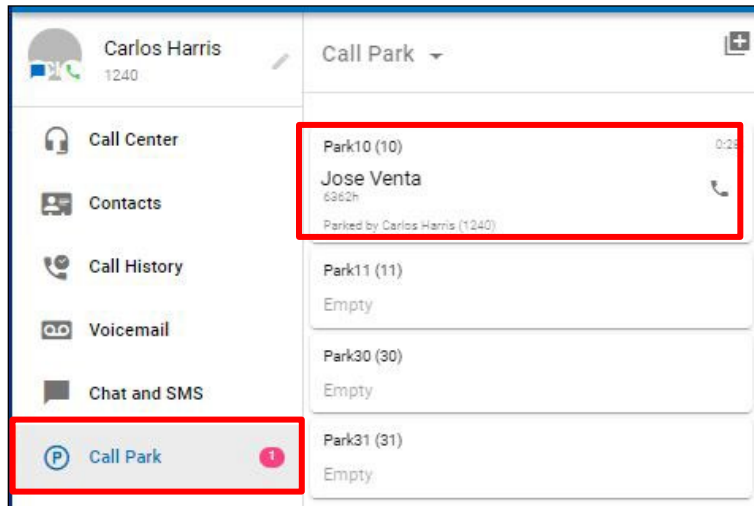 Carlos Harris
1240
Call Center
Contacts
Call History
Voicemail
Chat and SMS
P Call Park 1
Call Park
Park10 (10) 0:28
Jose Venta
6362h
Parked by Carlos Harris (1240)
Park11 (11)
Empty
Park30 (30)
Empty
Park31 (31)
Empty